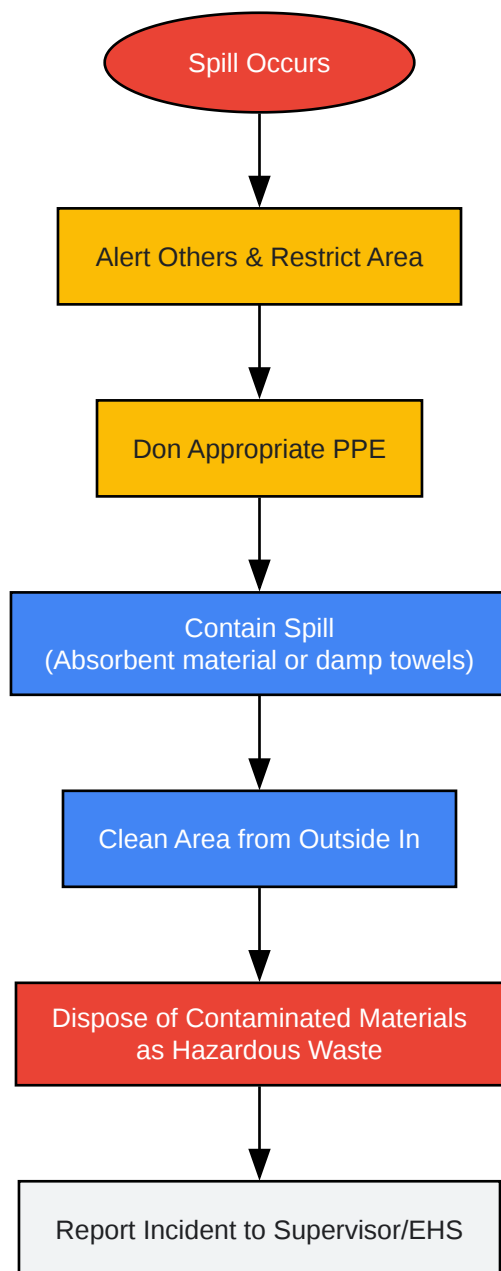 Spill Occurs
Alert Others & Restrict Area
Don Appropriate PPE
Contain Spill
(Absorbent material or damp towels)
Clean Area from Outside In
Dispose of Contaminated Materials
as Hazardous Waste
Report Incident to Supervisor/EHS